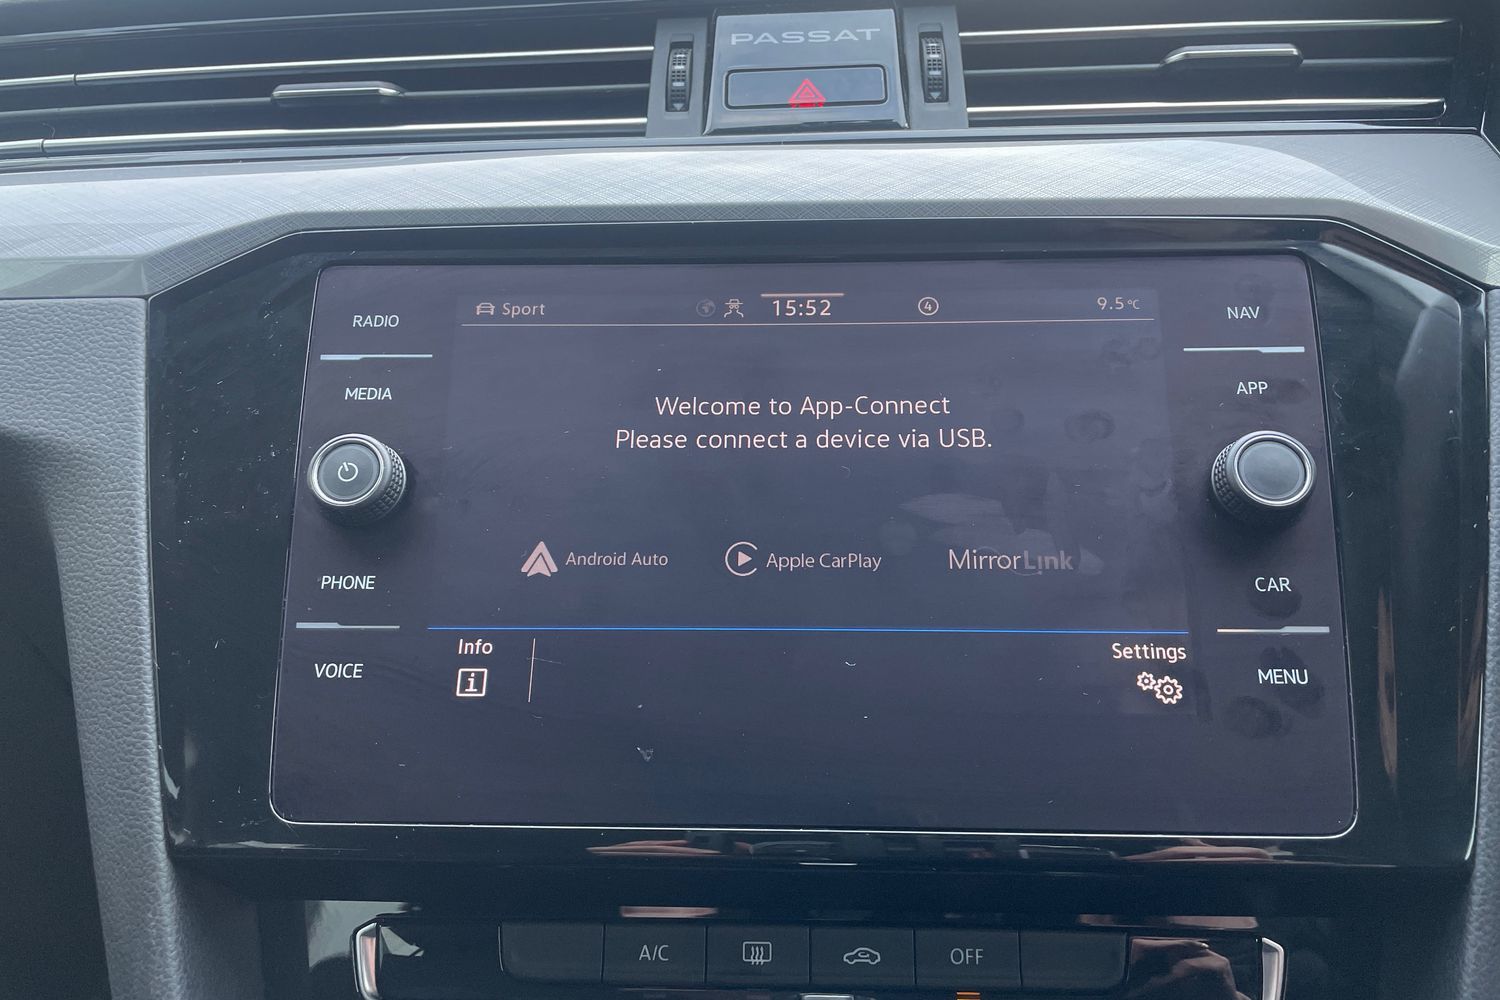 PASSAT
RADIO
MEDIA
PHONE
VOICE
Sport 15:52 4 9.5°C
Welcome to App-Connect
Please connect a device via USB.
Android Auto Apple CarPlay MirrorLink
Info
Settings
NAV
APP
CAR
MENU
A/C OFF